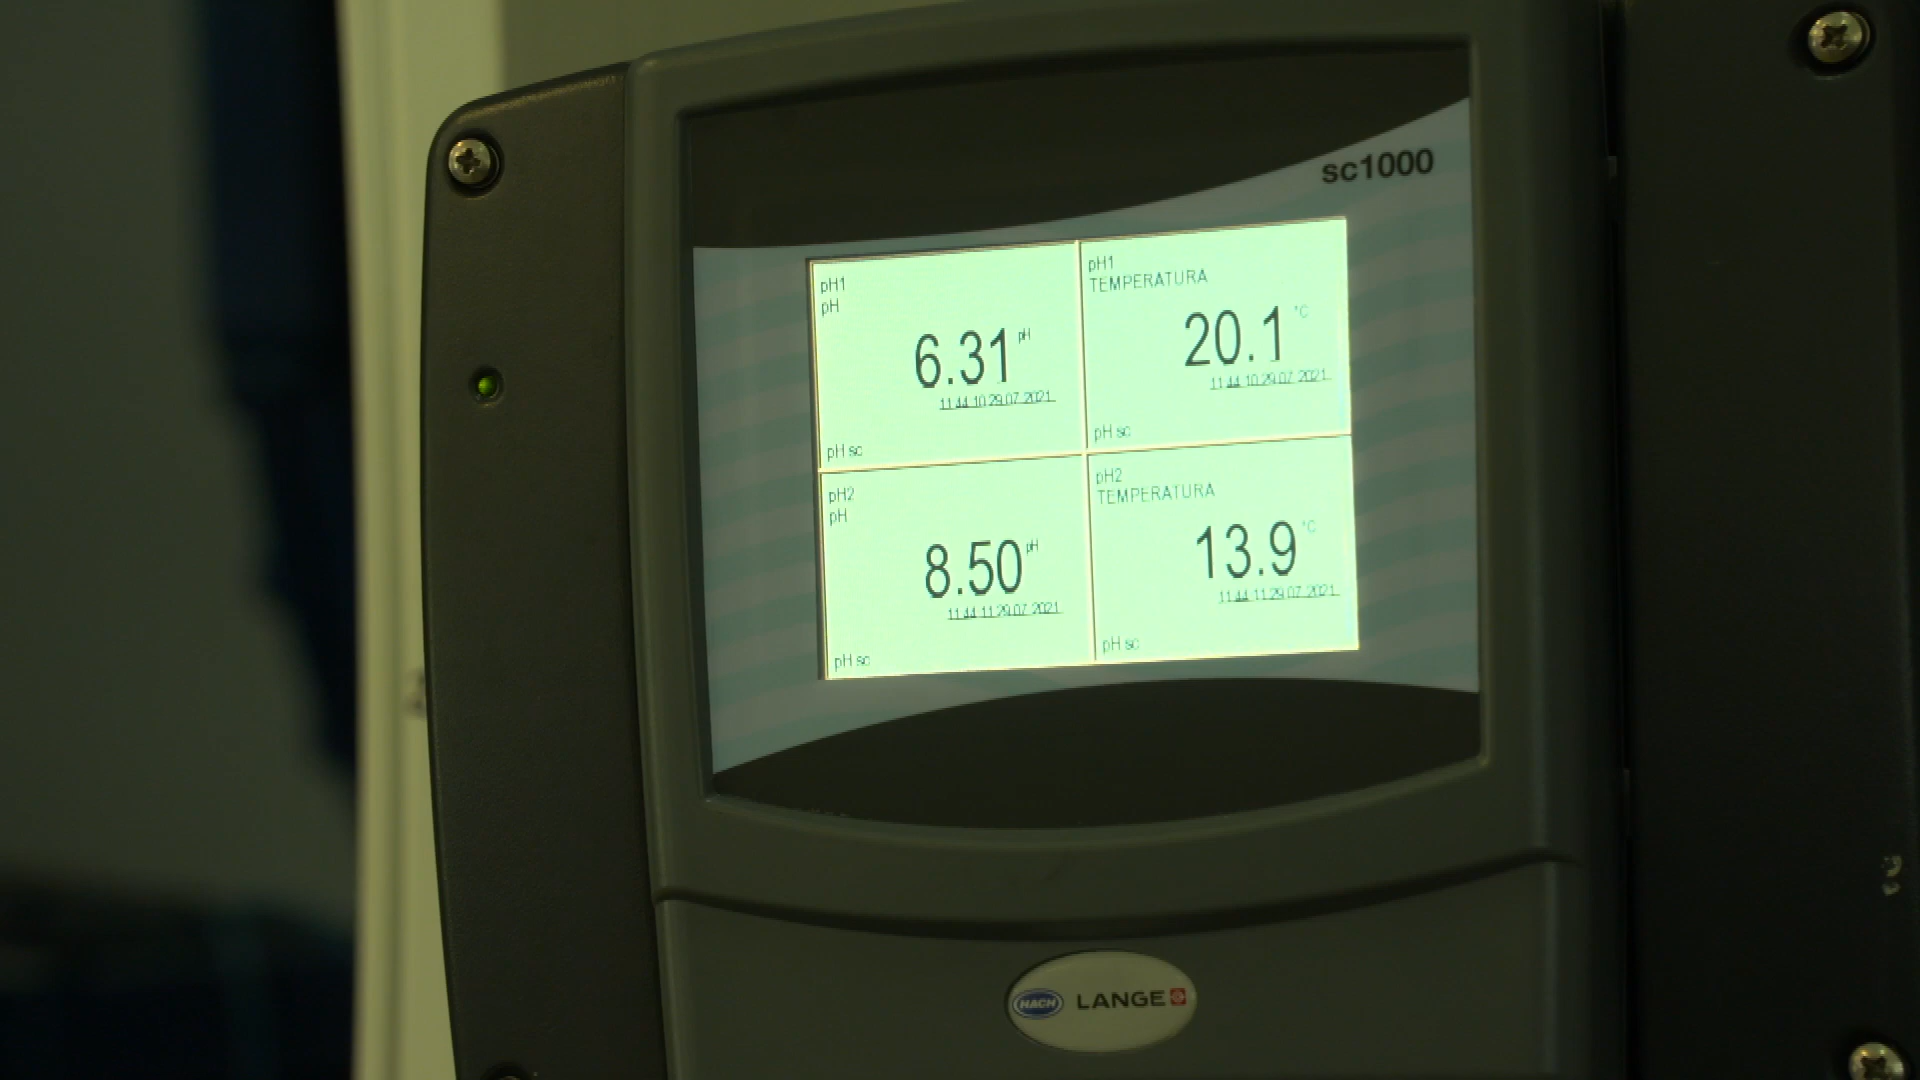 sc1000
pH1
pH
6.31 pH
11:44:10 29.07.2021
pH sc
pH1
TEMPERATURA
20.1 °C
11:44:10 29.07.2021
pH sc
pH2
pH
8.50 pH
11:44:11 29.07.2021
pH sc
pH2
TEMPERATURA
13.9 °C
11:44:11 29.07.2021
pH sc
HACH LANGE